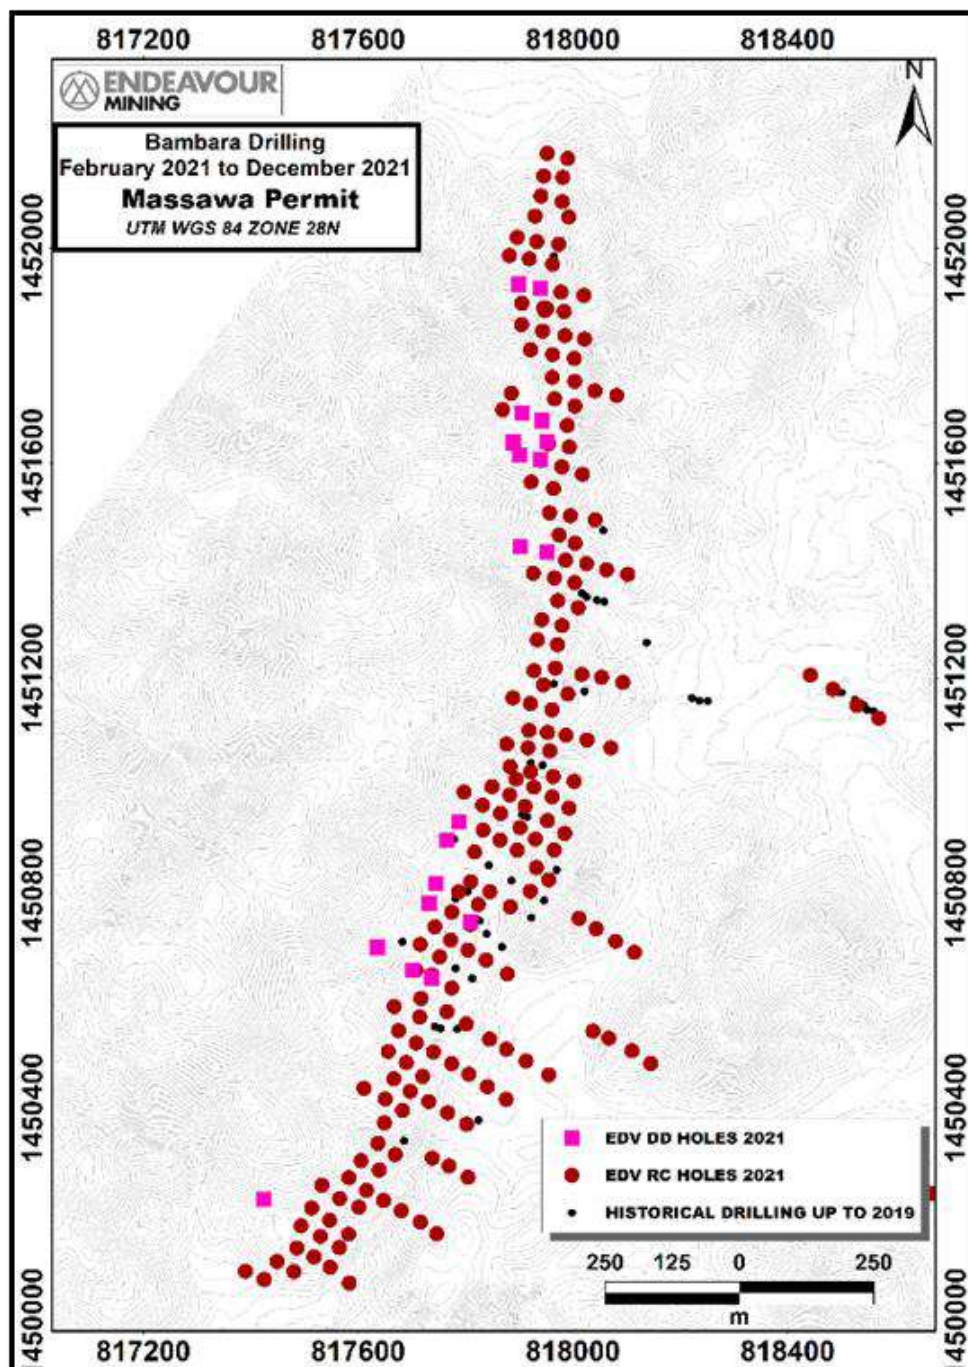 817200 817600 818000 818400
ENDEAVOUR
MINING
N
Bambara Drilling
February 2021 to December 2021
Massawa Permit
UTM WGS 84 ZONE 28N
1452000 1452000
1451600 1451600
1451200 1451200
1450800 1450800
1450400 1450400
1450000 1450000
EDV DD HOLES 2021
EDV RC HOLES 2021
HISTORICAL DRILLING UP TO 2019
250 125 0 250
m
817200 817600 818000 818400